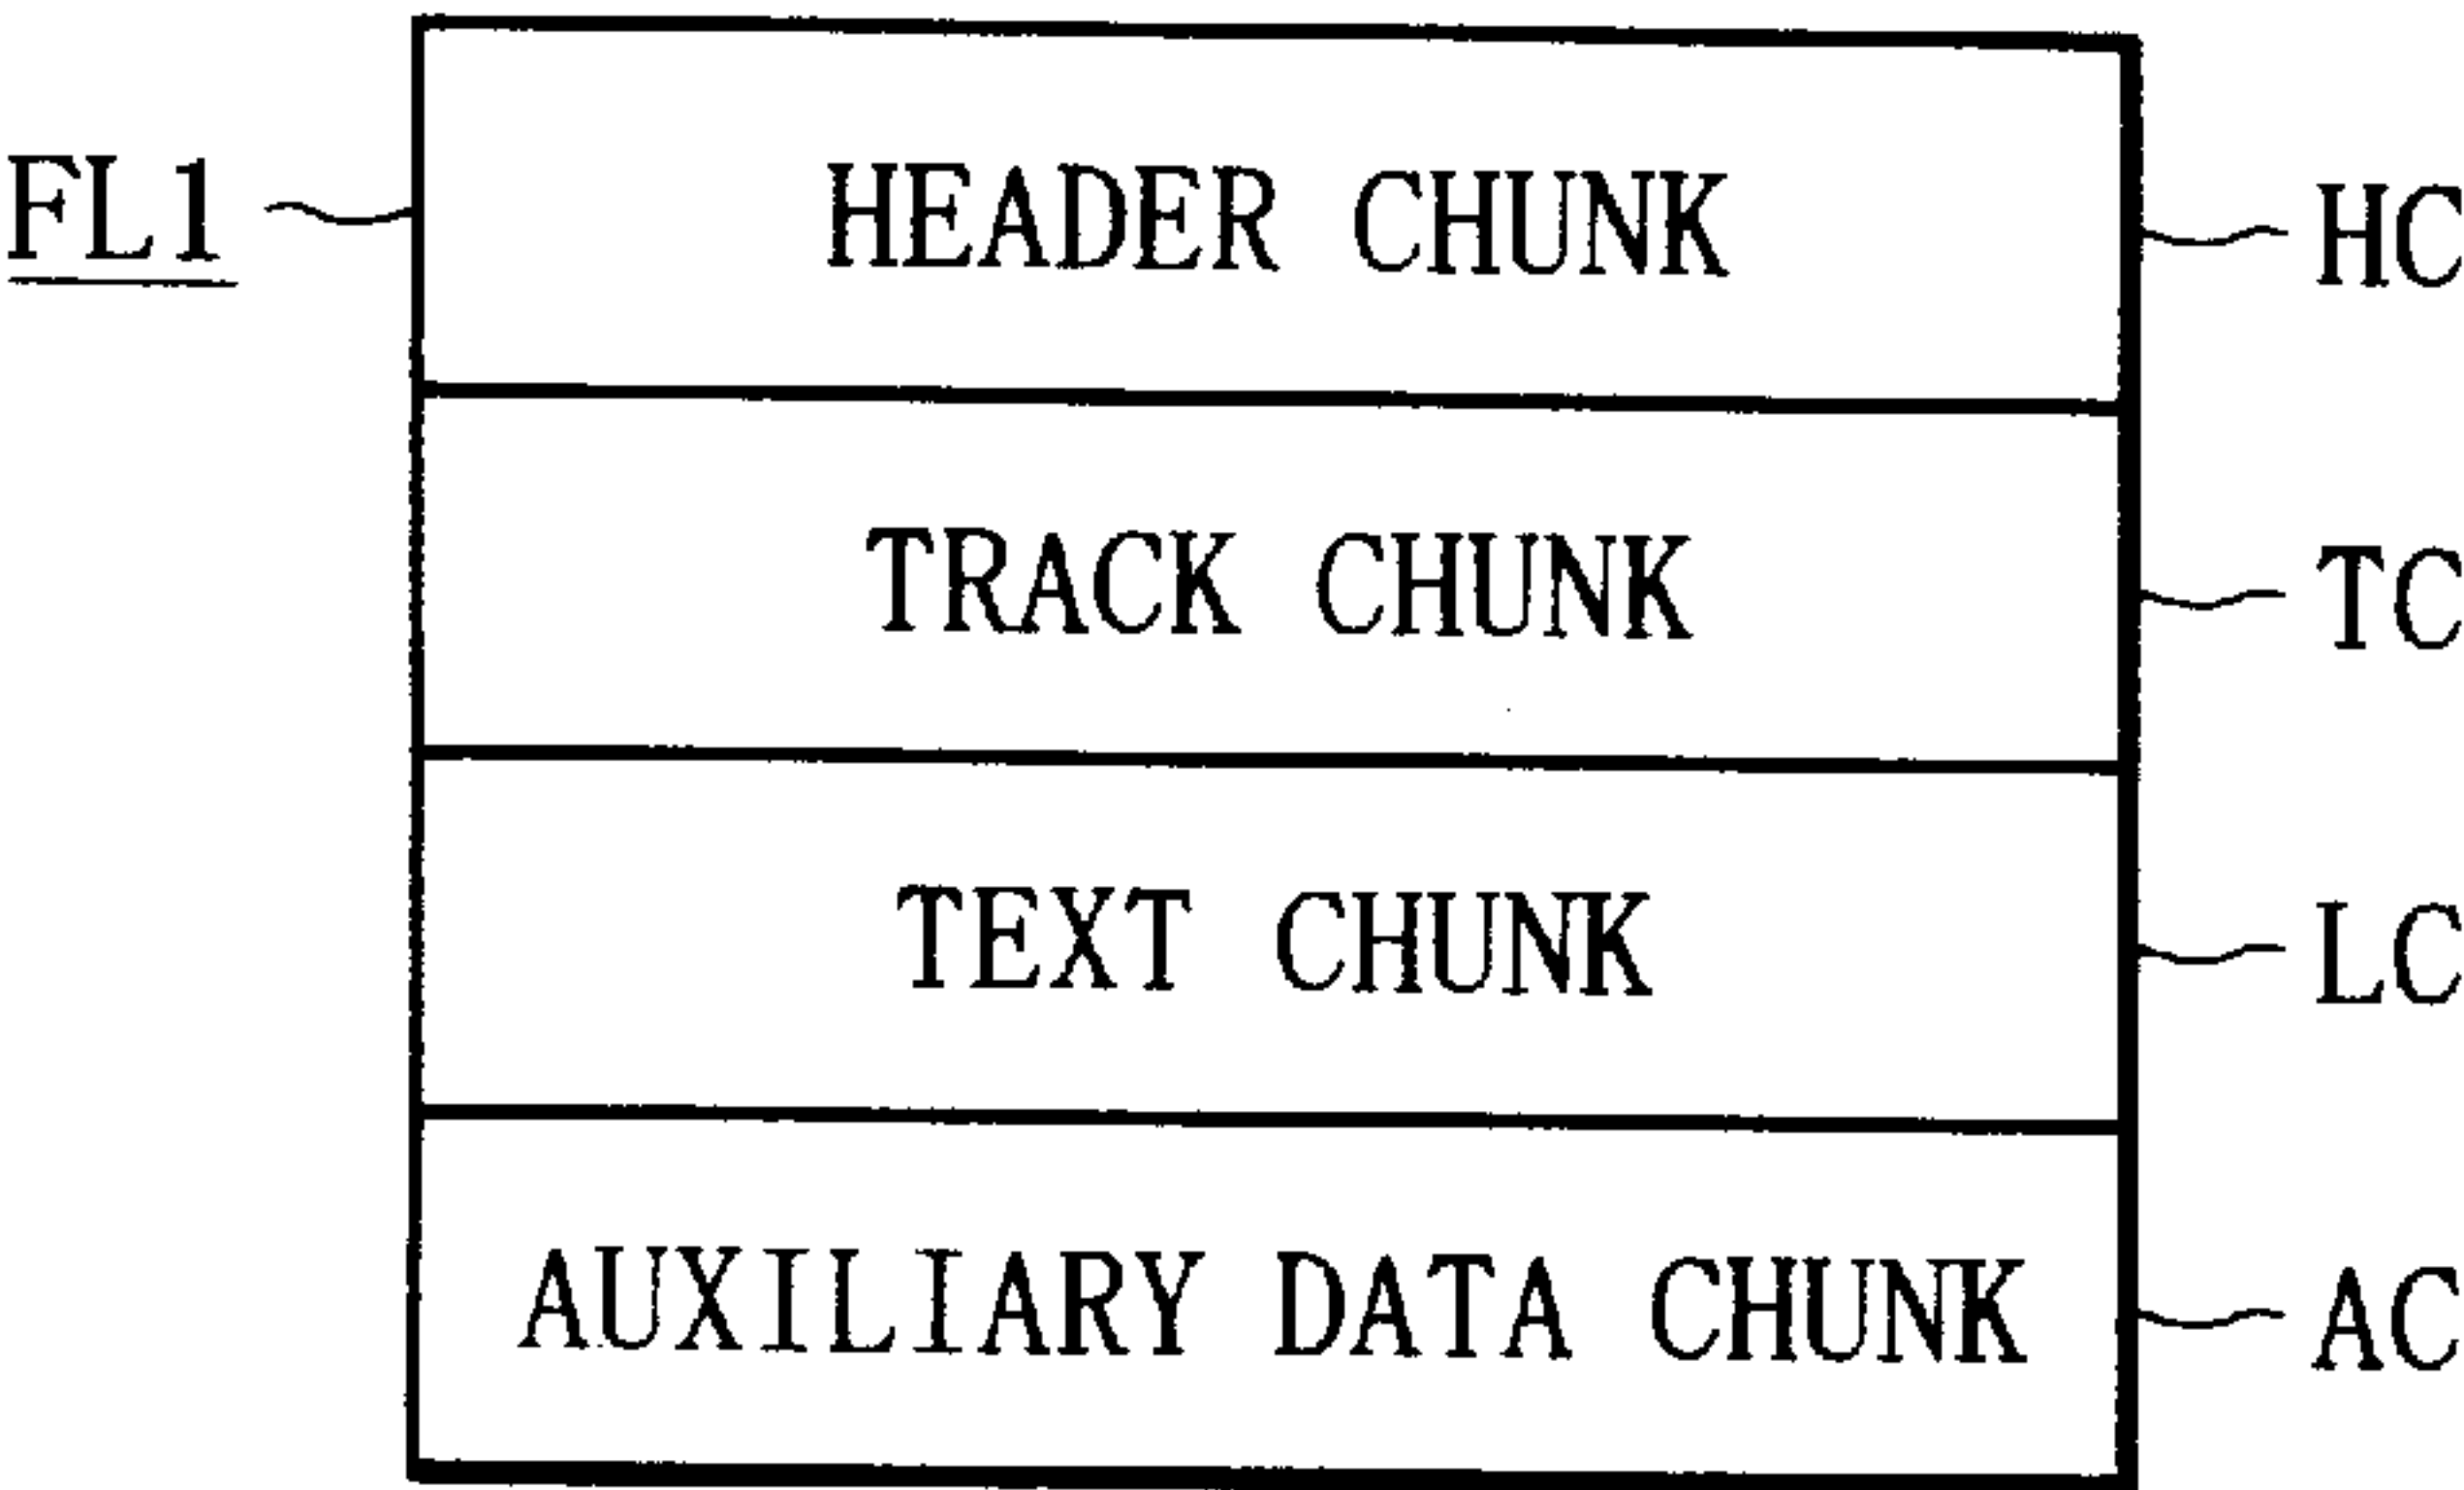 FL1 HEADER CHUNK HC
TRACK CHUNK TC
TEXT CHUNK LC
AUXILIARY DATA CHUNK AC